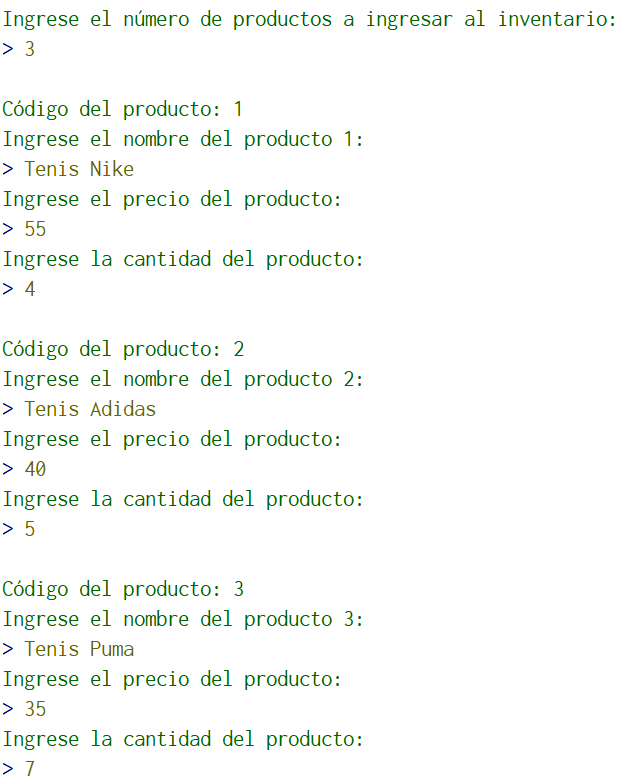 Ingrese el número de productos a ingresar al inventario:
> 3
Código del producto: 1
Ingrese el nombre del producto 1:
> Tenis Nike
Ingrese el precio del producto:
> 55
Ingrese la cantidad del producto:
> 4
Código del producto: 2
Ingrese el nombre del producto 2:
> Tenis Adidas
Ingrese el precio del producto:
> 40
Ingrese la cantidad del producto:
> 5
Código del producto: 3
Ingrese el nombre del producto 3:
> Tenis Puma
Ingrese el precio del producto:
> 35
Ingrese la cantidad del producto:
> 7